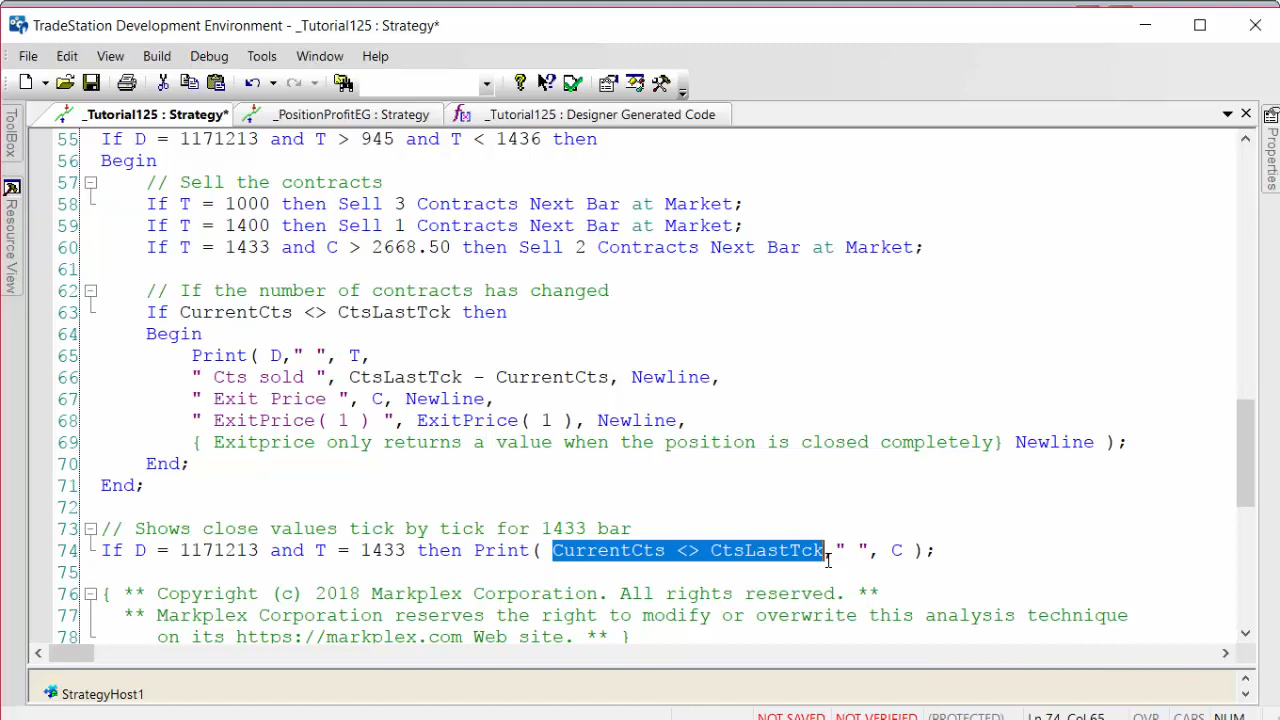 TradeStation Development Environment - _Tutorial125 : Strategy*
File Edit View Build Debug Tools Window Help
_Tutorial125 : Strategy* _PositionProfitEG : Strategy _Tutorial125 : Designer Generated Code
ToolBox
Resource View
Properties
55 If D = 1171213 and T > 945 and T < 1436 then
56 Begin
57 // Sell the contracts
58 If T = 1000 then Sell 3 Contracts Next Bar at Market;
59 If T = 1400 then Sell 1 Contracts Next Bar at Market;
60 If T = 1433 and C > 2668.50 then Sell 2 Contracts Next Bar at Market;
61
62 // If the number of contracts has changed
63 If CurrentCts <> CtsLastTck then
64 Begin
65 Print( D," ", T,
66 " Cts sold ", CtsLastTck - CurrentCts, Newline,
67 " Exit Price ", C, Newline,
68 " ExitPrice( 1 ) ", ExitPrice( 1 ), Newline,
69 { Exitprice only returns a value when the position is closed completely} Newline );
70 End;
71 End;
72
73 // Shows close values tick by tick for 1433 bar
74 If D = 1171213 and T = 1433 then Print( CurrentCts <> CtsLastTck " ", C );
75
76 { ** Copyright (c) 2018 Markplex Corporation. All rights reserved. **
77 ** Markplex Corporation reserves the right to modify or overwrite this analysis technique
78 on its https://markplex.com Web site. ** }
StrategyHost1
NOT SAVED NOT VERIFIED (PROTECTED) Ln 74, Col 65 OVR CAPS NUM